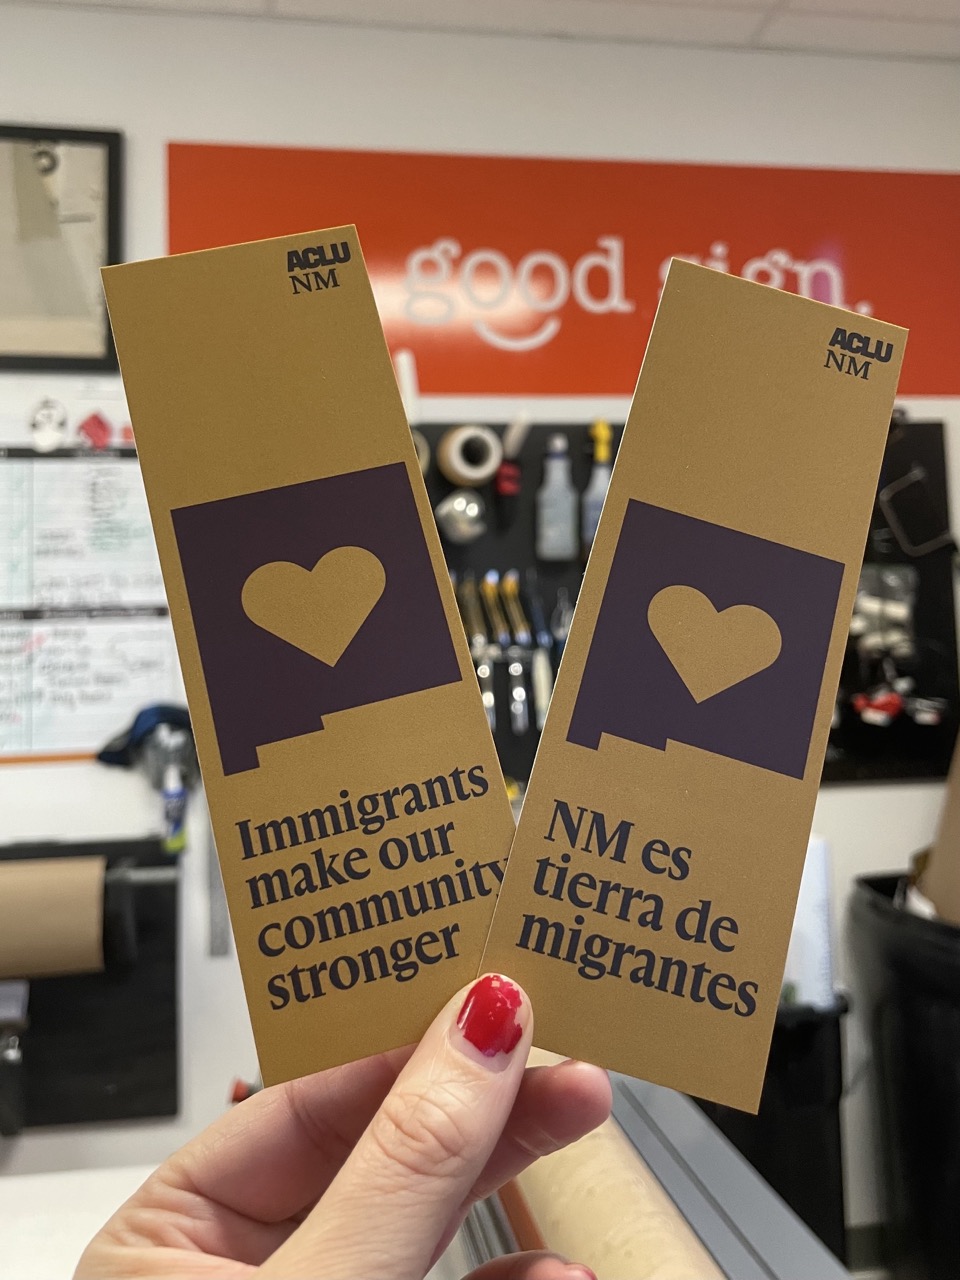 good sign.
ACLU
NM
Immigrants
make our
community
stronger
ACLU
NM
NM es
tierra de
migrantes